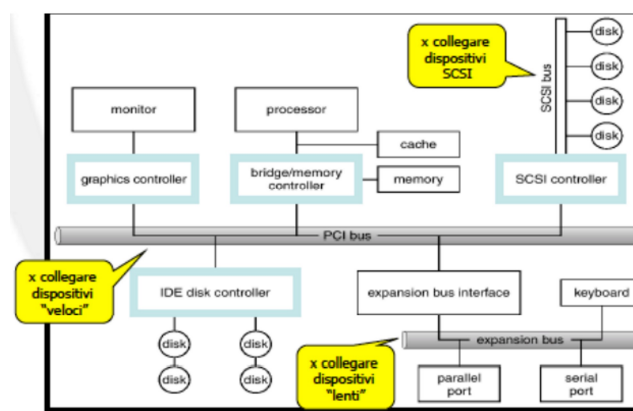 x collegare
dispositivi
SCSI
disk
disk
disk
disk
SCSI bus
monitor
processor
cache
graphics controller
bridge/memory
controller
memory
SCSI controller
PCI bus
x collegare
dispositivi
"veloci"
IDE disk controller
expansion bus interface
keyboard
disk
disk
disk
disk
x collegare
dispositivi
"lenti"
expansion bus
parallel
port
serial
port